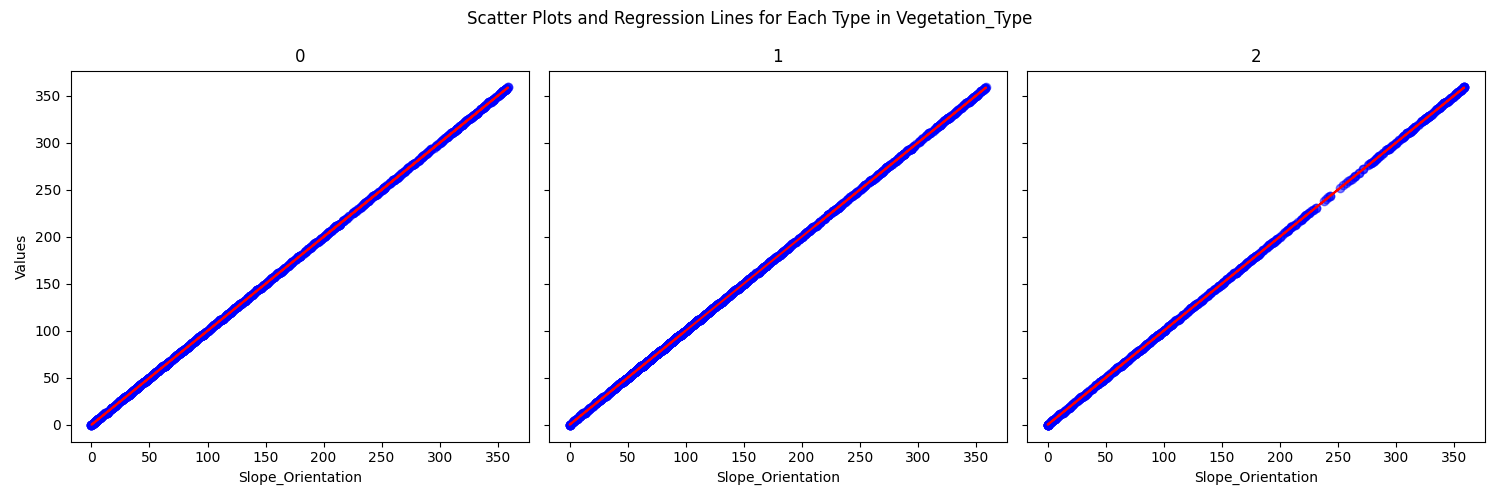 Scatter Plots and Regression Lines for Each Type in Vegetation_Type
0
1
2
Values
350
300
250
200
150
100
50
0
0 50 100 150 200 250 300 350
0 50 100 150 200 250 300 350
0 50 100 150 200 250 300 350
Slope_Orientation
Slope_Orientation
Slope_Orientation